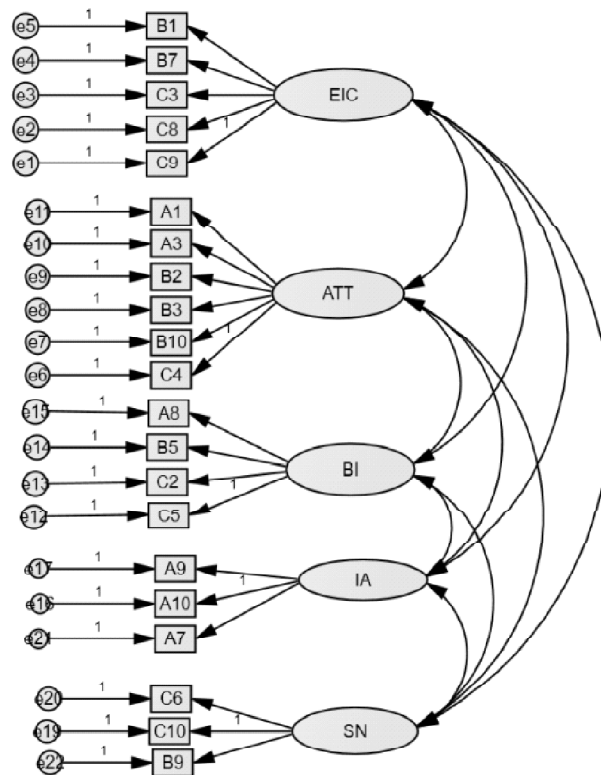 e5 1 B1
e4 1 B7
e3 1 C3 EIC
e2 1 C8 1
e1 1 C9
e11 1 A1
e10 1 A3
e9 1 B2 ATT
e8 1 B3
e7 1 B10 1
e6 1 C4
e15 1 A8
e14 1 B5 BI
e13 1 C2 1
e12 1 C5
e17 1 A9 IA
e16 1 A10 1
e21 1 A7
e20 1 C6
e19 1 C10 1 SN
e22 1 B9